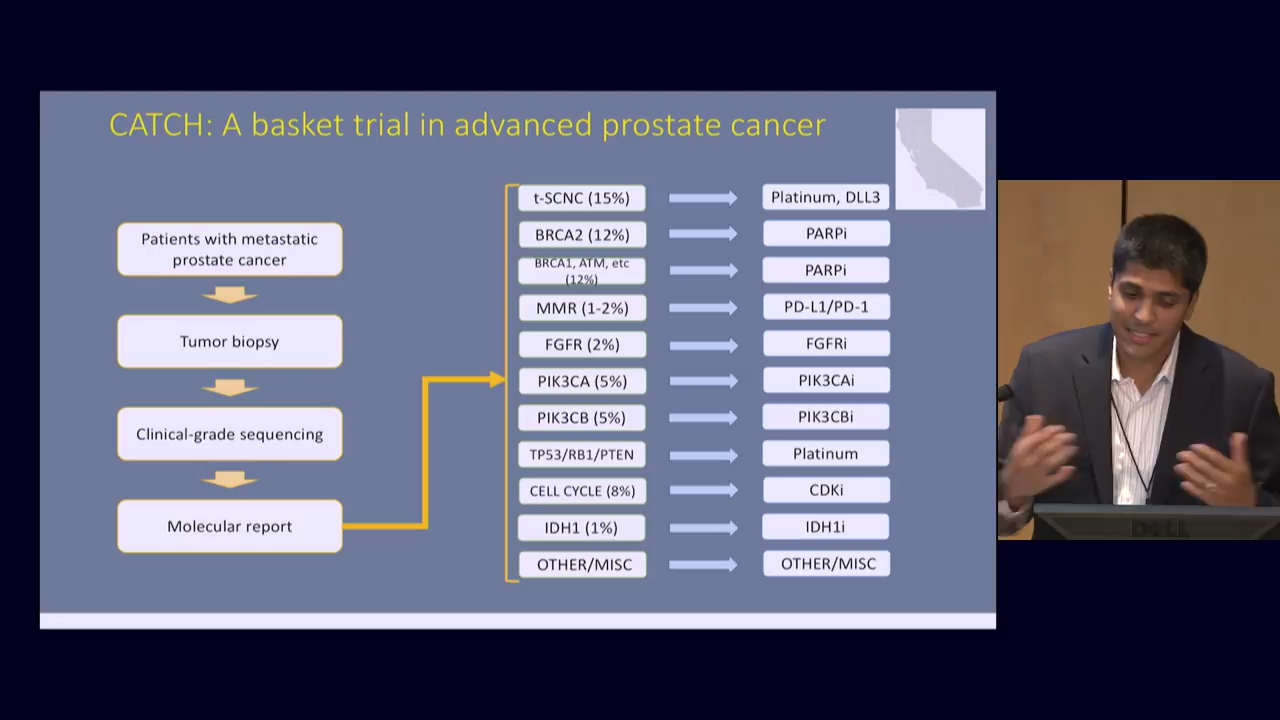 CATCH: A basket trial in advanced prostate cancer
Patients with metastatic
prostate cancer
Tumor biopsy
Clinical-grade sequencing
Molecular report
t-SCNC (15%)
Platinum, DLL3
BRCA2 (12%)
PARPi
BRCA1, ATM, etc
(12%)
PARPi
MMR (1-2%)
PD-L1/PD-1
FGFR (2%)
FGFRi
PIK3CA (5%)
PIK3CAi
PIK3CB (5%)
PIK3CBi
TP53/RB1/PTEN
Platinum
CELL CYCLE (8%)
CDKi
IDH1 (1%)
IDH1i
OTHER/MISC
OTHER/MISC
DELL